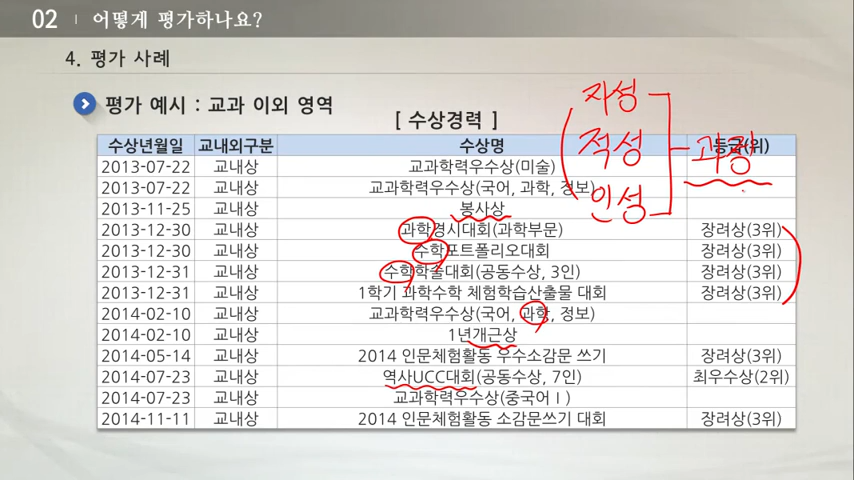 02 | 어떻게 평가하나요?
4. 평가 사례
평가 예시 : 교과 이외 영역
[ 수상경력 ]
지성
적성
인성
과정
수상년월일 교내외구분 수상명 등급(위)
2013-07-22 교내상 교과학력우수상(미술)
2013-07-22 교내상 교과학력우수상(국어, 과학, 정보)
2013-11-25 교내상 봉사상
2013-12-30 교내상 과학경시대회(과학부문) 장려상(3위)
2013-12-30 교내상 수학포트폴리오대회 장려상(3위)
2013-12-31 교내상 수학학술대회(공동수상, 3인) 장려상(3위)
2013-12-31 교내상 1학기 과학수학 체험학습산출물 대회 장려상(3위)
2014-02-10 교내상 교과학력우수상(국어, 과학, 정보)
2014-02-10 교내상 1년개근상
2014-05-14 교내상 2014 인문체험활동 우수소감문 쓰기 장려상(3위)
2014-07-23 교내상 역사UCC대회(공동수상, 7인) 최우수상(2위)
2014-07-23 교내상 교과학력우수상(중국어Ⅰ)
2014-11-11 교내상 2014 인문체험활동 소감문쓰기 대회 장려상(3위)